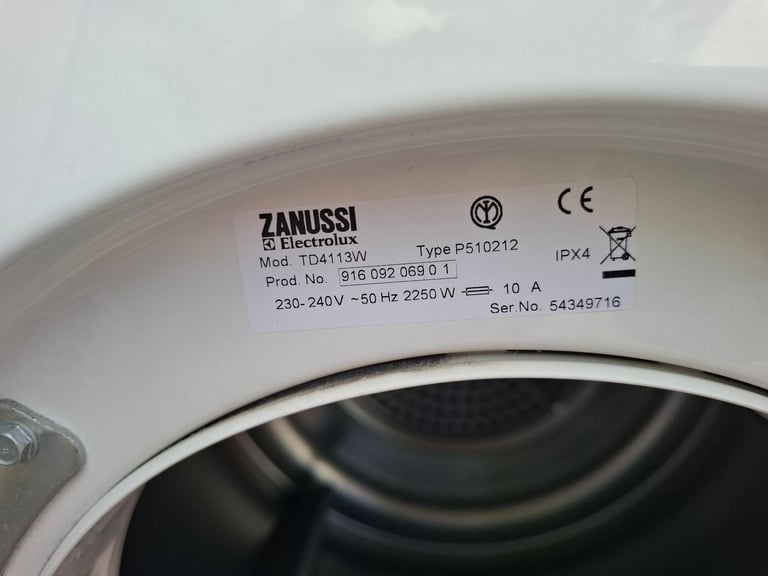 ZANUSSI
Electrolux
CE
Mod. TD4113W Type P510212 IPX4
Prod. No. 916 092 069 0 1
230-240V ~50 Hz 2250 W 10 A
Ser.No. 54349716